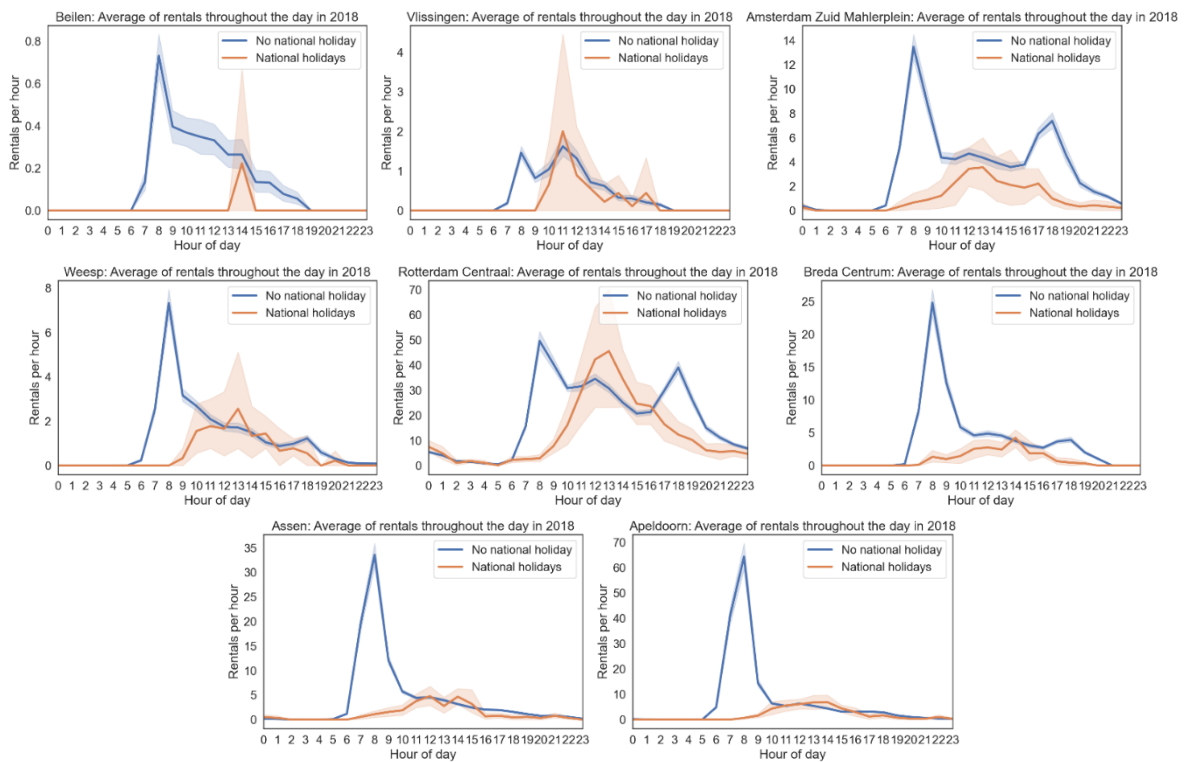 Beilen: Average of rentals throughout the day in 2018
Rentals per hour
0.8
0.6
0.4
0.2
0.0
No national holiday
National holidays
0 1 2 3 4 5 6 7 8 9 10 11 12 13 14 15 16 17 18 19 20 21 22 23
Hour of day
Vlissingen: Average of rentals throughout the day in 2018
Rentals per hour
4
3
2
1
0
No national holiday
National holidays
0 1 2 3 4 5 6 7 8 9 10 11 12 13 14 15 16 17 18 19 20 21 22 23
Hour of day
Amsterdam Zuid Mahlerplein: Average of rentals throughout the day in 2018
Rentals per hour
14
12
10
8
6
4
2
0
No national holiday
National holidays
0 1 2 3 4 5 6 7 8 9 10 11 12 13 14 15 16 17 18 19 20 21 22 23
Hour of day
Weesp: Average of rentals throughout the day in 2018
Rentals per hour
8
6
4
2
0
No national holiday
National holidays
0 1 2 3 4 5 6 7 8 9 10 11 12 13 14 15 16 17 18 19 20 21 22 23
Hour of day
Rotterdam Centraal: Average of rentals throughout the day in 2018
Rentals per hour
70
60
50
40
30
20
10
0
No national holiday
National holidays
0 1 2 3 4 5 6 7 8 9 10 11 12 13 14 15 16 17 18 19 20 21 22 23
Hour of day
Breda Centrum: Average of rentals throughout the day in 2018
Rentals per hour
25
20
15
10
5
0
No national holiday
National holidays
0 1 2 3 4 5 6 7 8 9 10 11 12 13 14 15 16 17 18 19 20 21 22 23
Hour of day
Assen: Average of rentals throughout the day in 2018
Rentals per hour
35
30
25
20
15
10
5
0
No national holiday
National holidays
0 1 2 3 4 5 6 7 8 9 10 11 12 13 14 15 16 17 18 19 20 21 22 23
Hour of day
Apeldoorn: Average of rentals throughout the day in 2018
Rentals per hour
70
60
50
40
30
20
10
0
No national holiday
National holidays
0 1 2 3 4 5 6 7 8 9 10 11 12 13 14 15 16 17 18 19 20 21 22 23
Hour of day